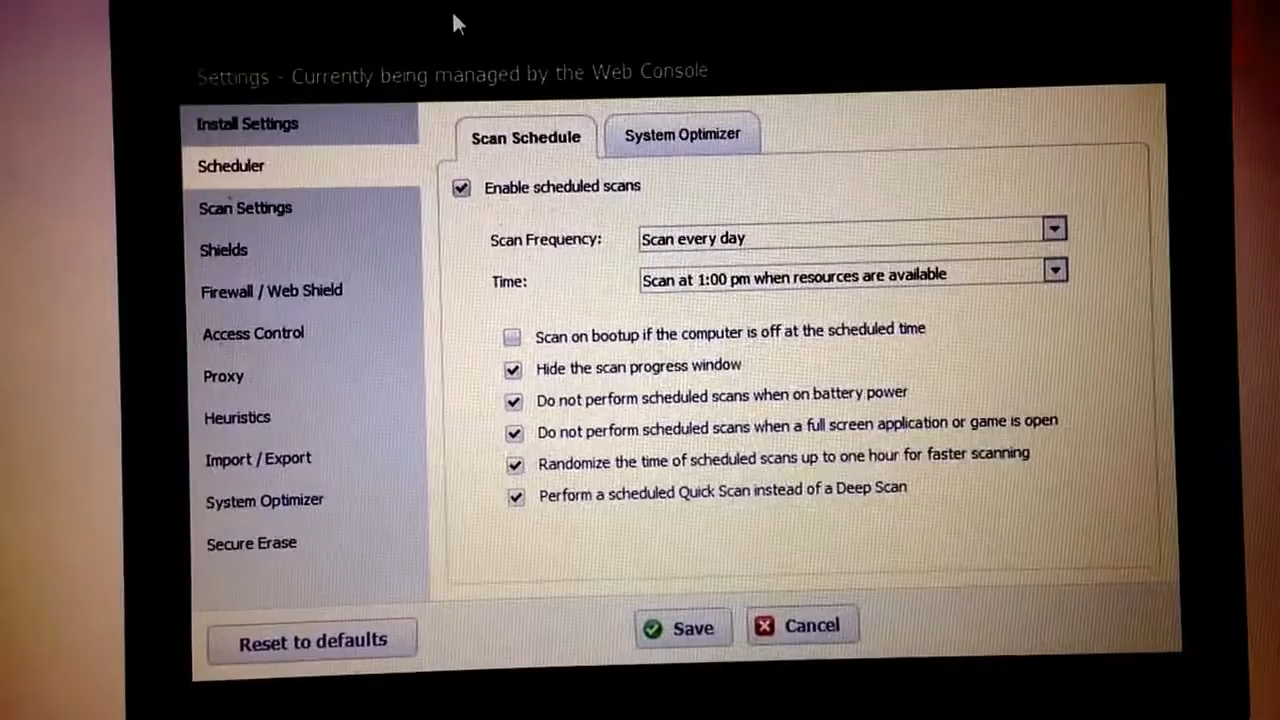 Settings - Currently being managed by the Web Console
Install Settings
Scheduler
Scan Settings
Shields
Firewall / Web Shield
Access Control
Proxy
Heuristics
Import / Export
System Optimizer
Secure Erase
Reset to defaults
Scan Schedule
System Optimizer
Enable scheduled scans
Scan Frequency: Scan every day
Time: Scan at 1:00 pm when resources are available
Scan on bootup if the computer is off at the scheduled time
Hide the scan progress window
Do not perform scheduled scans when on battery power
Do not perform scheduled scans when a full screen application or game is open
Randomize the time of scheduled scans up to one hour for faster scanning
Perform a scheduled Quick Scan instead of a Deep Scan
Save
Cancel